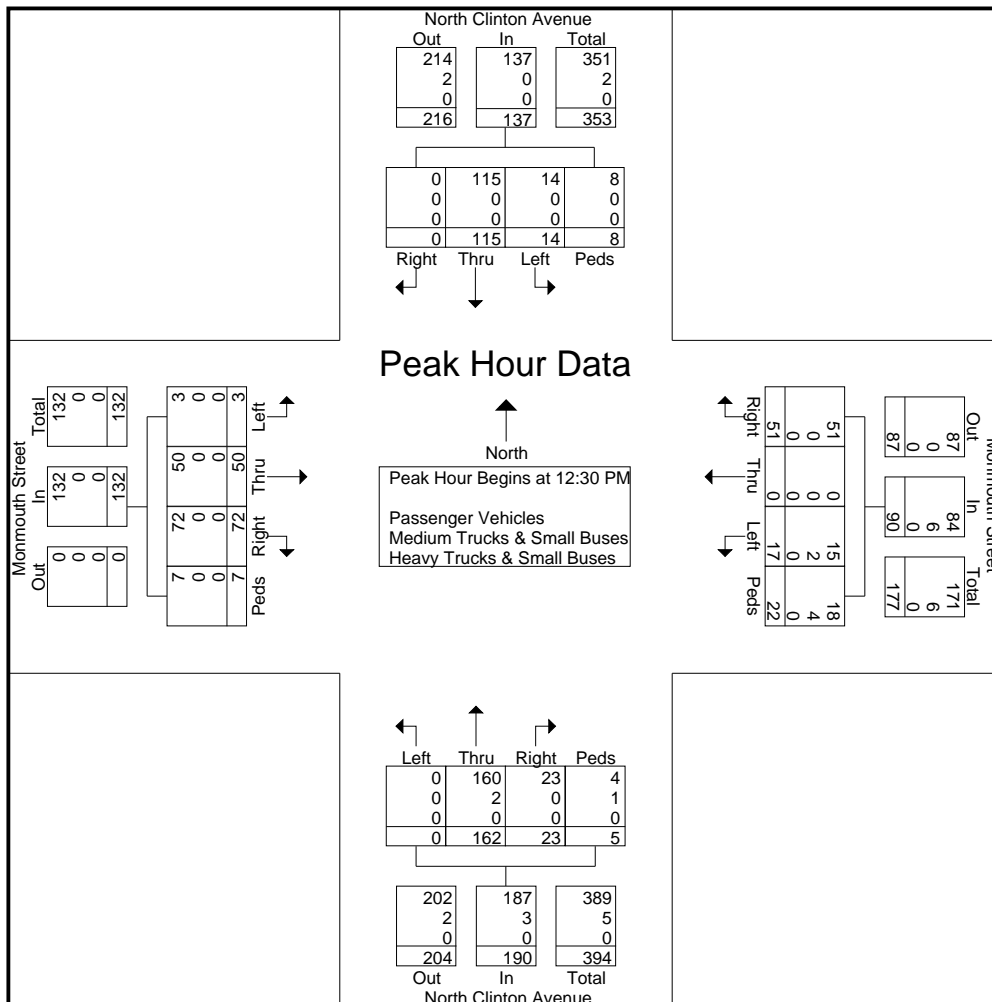 North Clinton Avenue
Out In Total
214 137 351
2 0 2
0 0 0
216 137 353
0 115 14 8
0 0 0 0
0 0 0 0
0 115 14 8
Right Thru Left Peds
Peak Hour Data
North
Peak Hour Begins at 12:30 PM
Passenger Vehicles
Medium Trucks & Small Buses
Heavy Trucks & Small Buses
Monmouth Street
Out In Total
0 132 132
0 0 0
0 0 0
0 132 132
7 72 50 3
0 0 0 0
0 0 0 0
7 72 50 3
Peds Right Thru Left
Monmouth Street
Out In Total
87 84 171
0 6 6
0 0 0
87 90 177
51 0 15 18
0 0 2 4
0 0 0 0
51 0 17 22
Right Thru Left Peds
Left Thru Right Peds
0 160 23 4
0 2 0 1
0 0 0 0
0 162 23 5
202 187 389
2 3 5
0 0 0
204 190 394
Out In Total
North Clinton Avenue